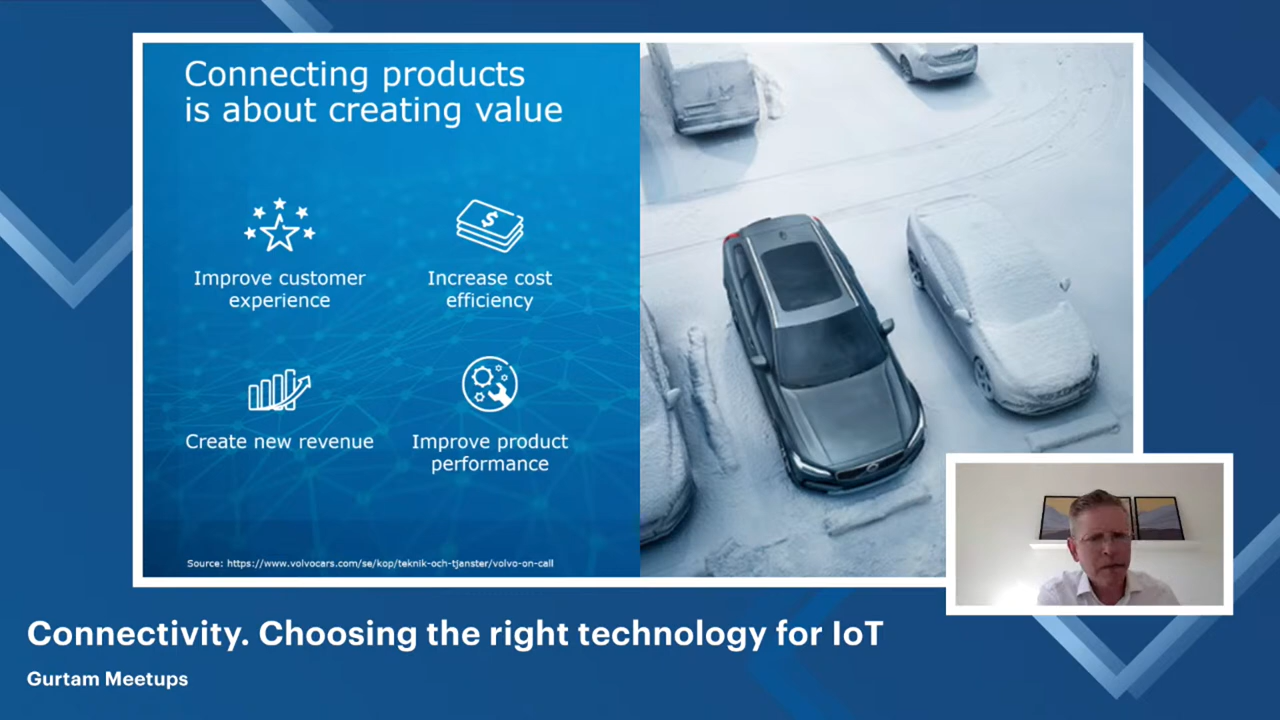 Connecting products
is about creating value
Improve customer
experience
Increase cost
efficiency
Create new revenue
Improve product
performance
Source: https://www.volvocars.com/se/kop/teknik-och-tjanster/volvo-on-call
Connectivity. Choosing the right technology for IoT
Gurtam Meetups